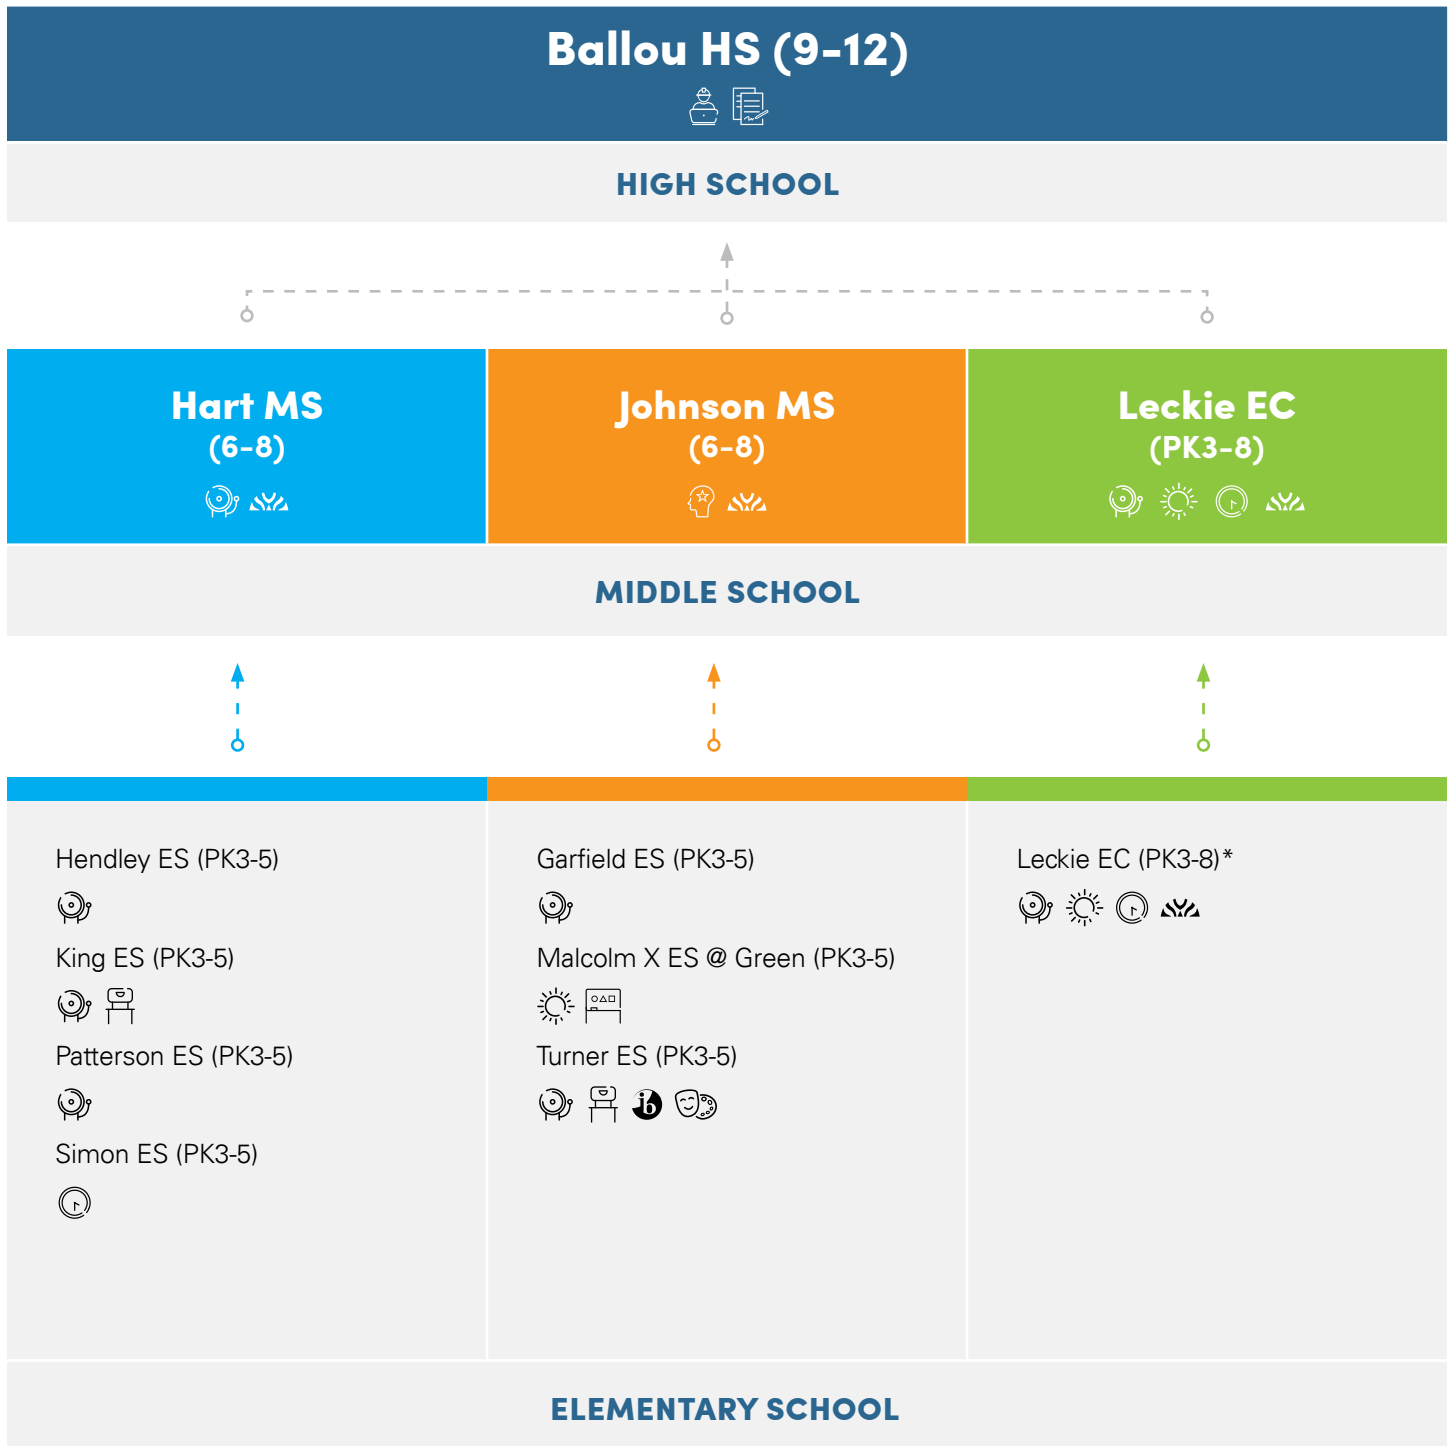 Ballou HS (9-12)
HIGH SCHOOL
Hart MS
(6-8)
Johnson MS
(6-8)
Leckie EC
(PK3-8)
MIDDLE SCHOOL
Hendley ES (PK3-5)
King ES (PK3-5)
Patterson ES (PK3-5)
Simon ES (PK3-5)
Garfield ES (PK3-5)
Malcolm X ES @ Green (PK3-5)
Turner ES (PK3-5)
ib
Leckie EC (PK3-8)*
ELEMENTARY SCHOOL